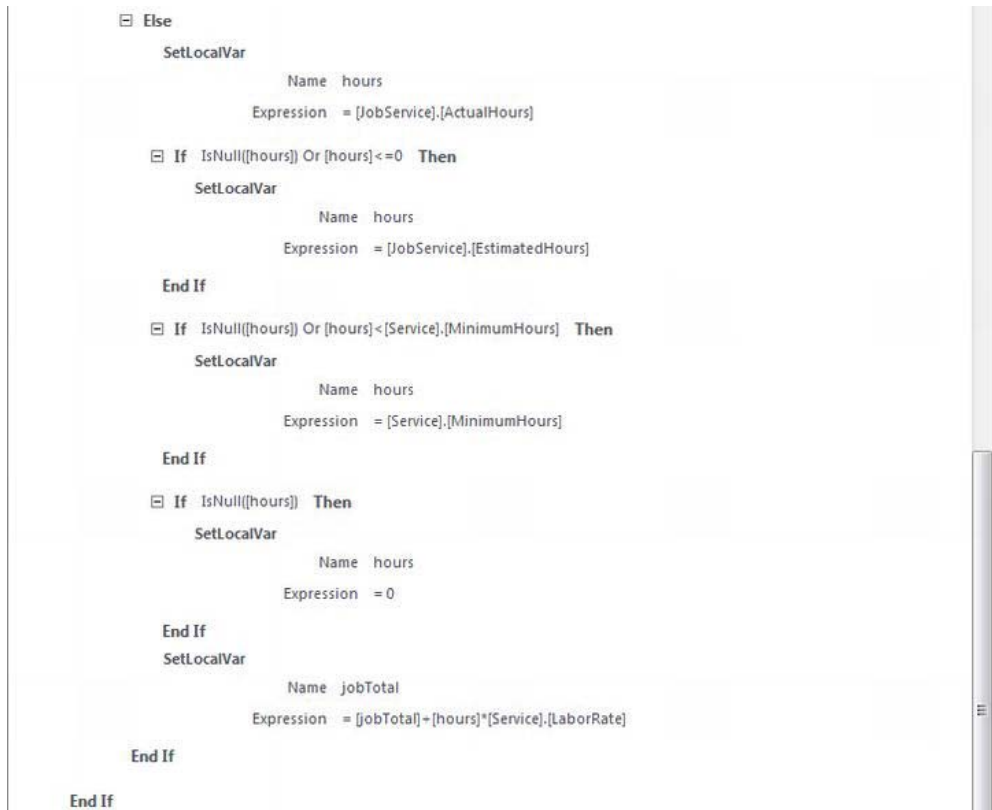 Else
SetLocalVar
Name hours
Expression = [JobService].[ActualHours]
If IsNull([hours]) Or [hours]<=0 Then
SetLocalVar
Name hours
Expression = [JobService].[EstimatedHours]
End If
If IsNull([hours]) Or [hours]<[Service].[MinimumHours] Then
SetLocalVar
Name hours
Expression = [Service].[MinimumHours]
End If
If IsNull([hours]) Then
SetLocalVar
Name hours
Expression = 0
End If
SetLocalVar
Name jobTotal
Expression = [jobTotal]+[hours]*[Service].[LaborRate]
End If
End If